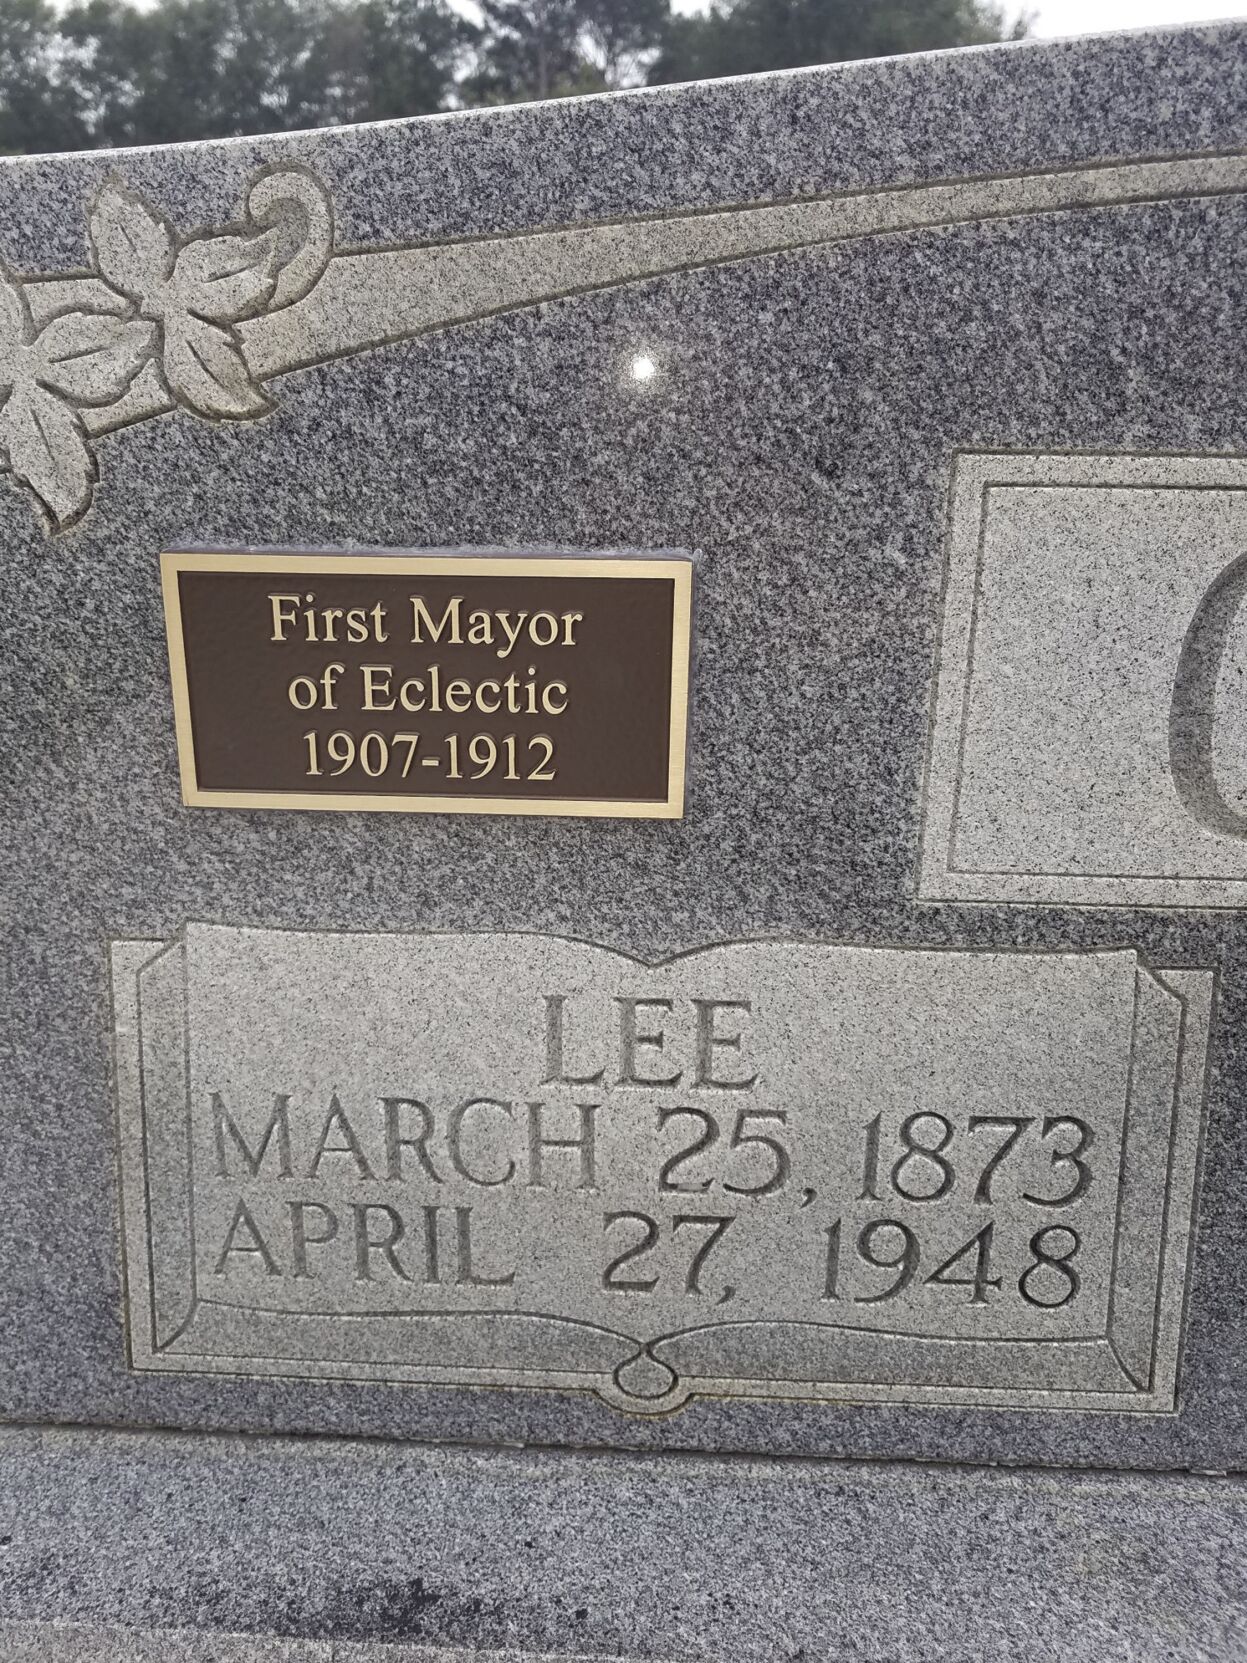 First Mayor
of Eclectic
1907-1912
LEE
MARCH 25, 1873
APRIL 27, 1948